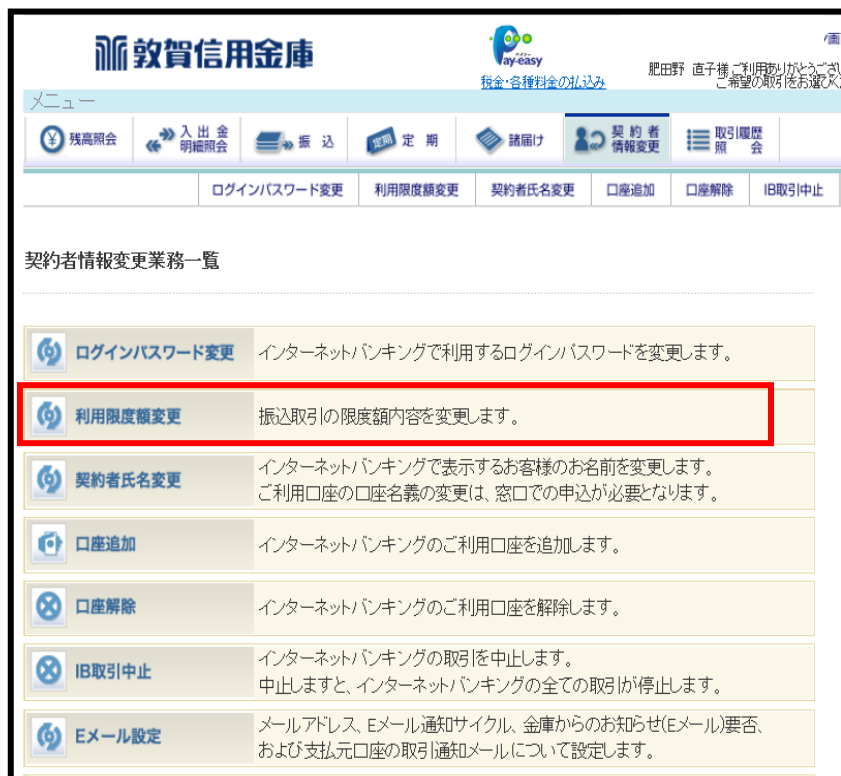 敦賀信用金庫
Pay-easy
ペイジー
税金・各種料金の払込み
肥田野 直子様 ご利用ありがとうござい
ご希望の取引をお選びく
メニュー
残高照会
入出金
明細照会
振込
定期 定期
諸届け
契約者
情報変更
取引履歴
照会
ログインパスワード変更 利用限度額変更 契約者氏名変更 口座追加 口座解除 IB取引中止
契約者情報変更業務一覧
ログインパスワード変更 インターネットバンキングで利用するログインパスワードを変更します。
利用限度額変更 振込取引の限度額内容を変更します。
契約者氏名変更 インターネットバンキングで表示するお客様のお名前を変更します。
ご利用口座の口座名義の変更は、窓口での申込が必要となります。
口座追加 インターネットバンキングのご利用口座を追加します。
口座解除 インターネットバンキングのご利用口座を解除します。
IB取引中止 インターネットバンキングの取引を中止します。
中止しますと、インターネットバンキングの全ての取引が停止します。
Eメール設定 メールアドレス、Eメール通知サイクル、金庫からのお知らせ(Eメール)要否、
および支払元口座の取引通知メールについて設定します。